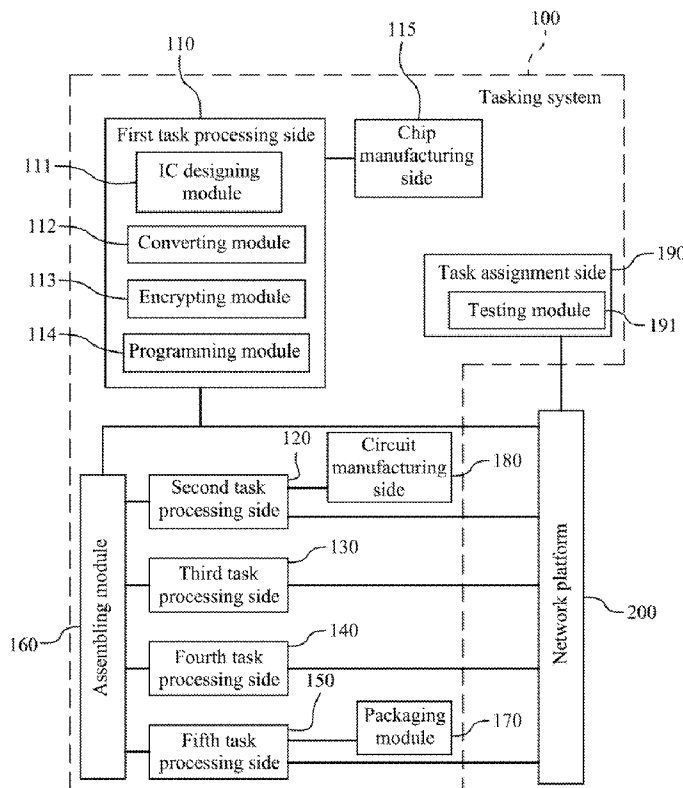 110
115
100
Tasking system
First task processing side
Chip
manufacturing
side
111
IC designing
module
112
Converting module
113
Encrypting module
114
Programming module
Task assignment side
190
Testing module
191
120
Circuit
manufacturing
side
180
Second task
processing side
130
Third task
processing side
140
Fourth task
processing side
150
Fifth task
processing side
Packaging
module
170
160
Assembling module
Network platform
200